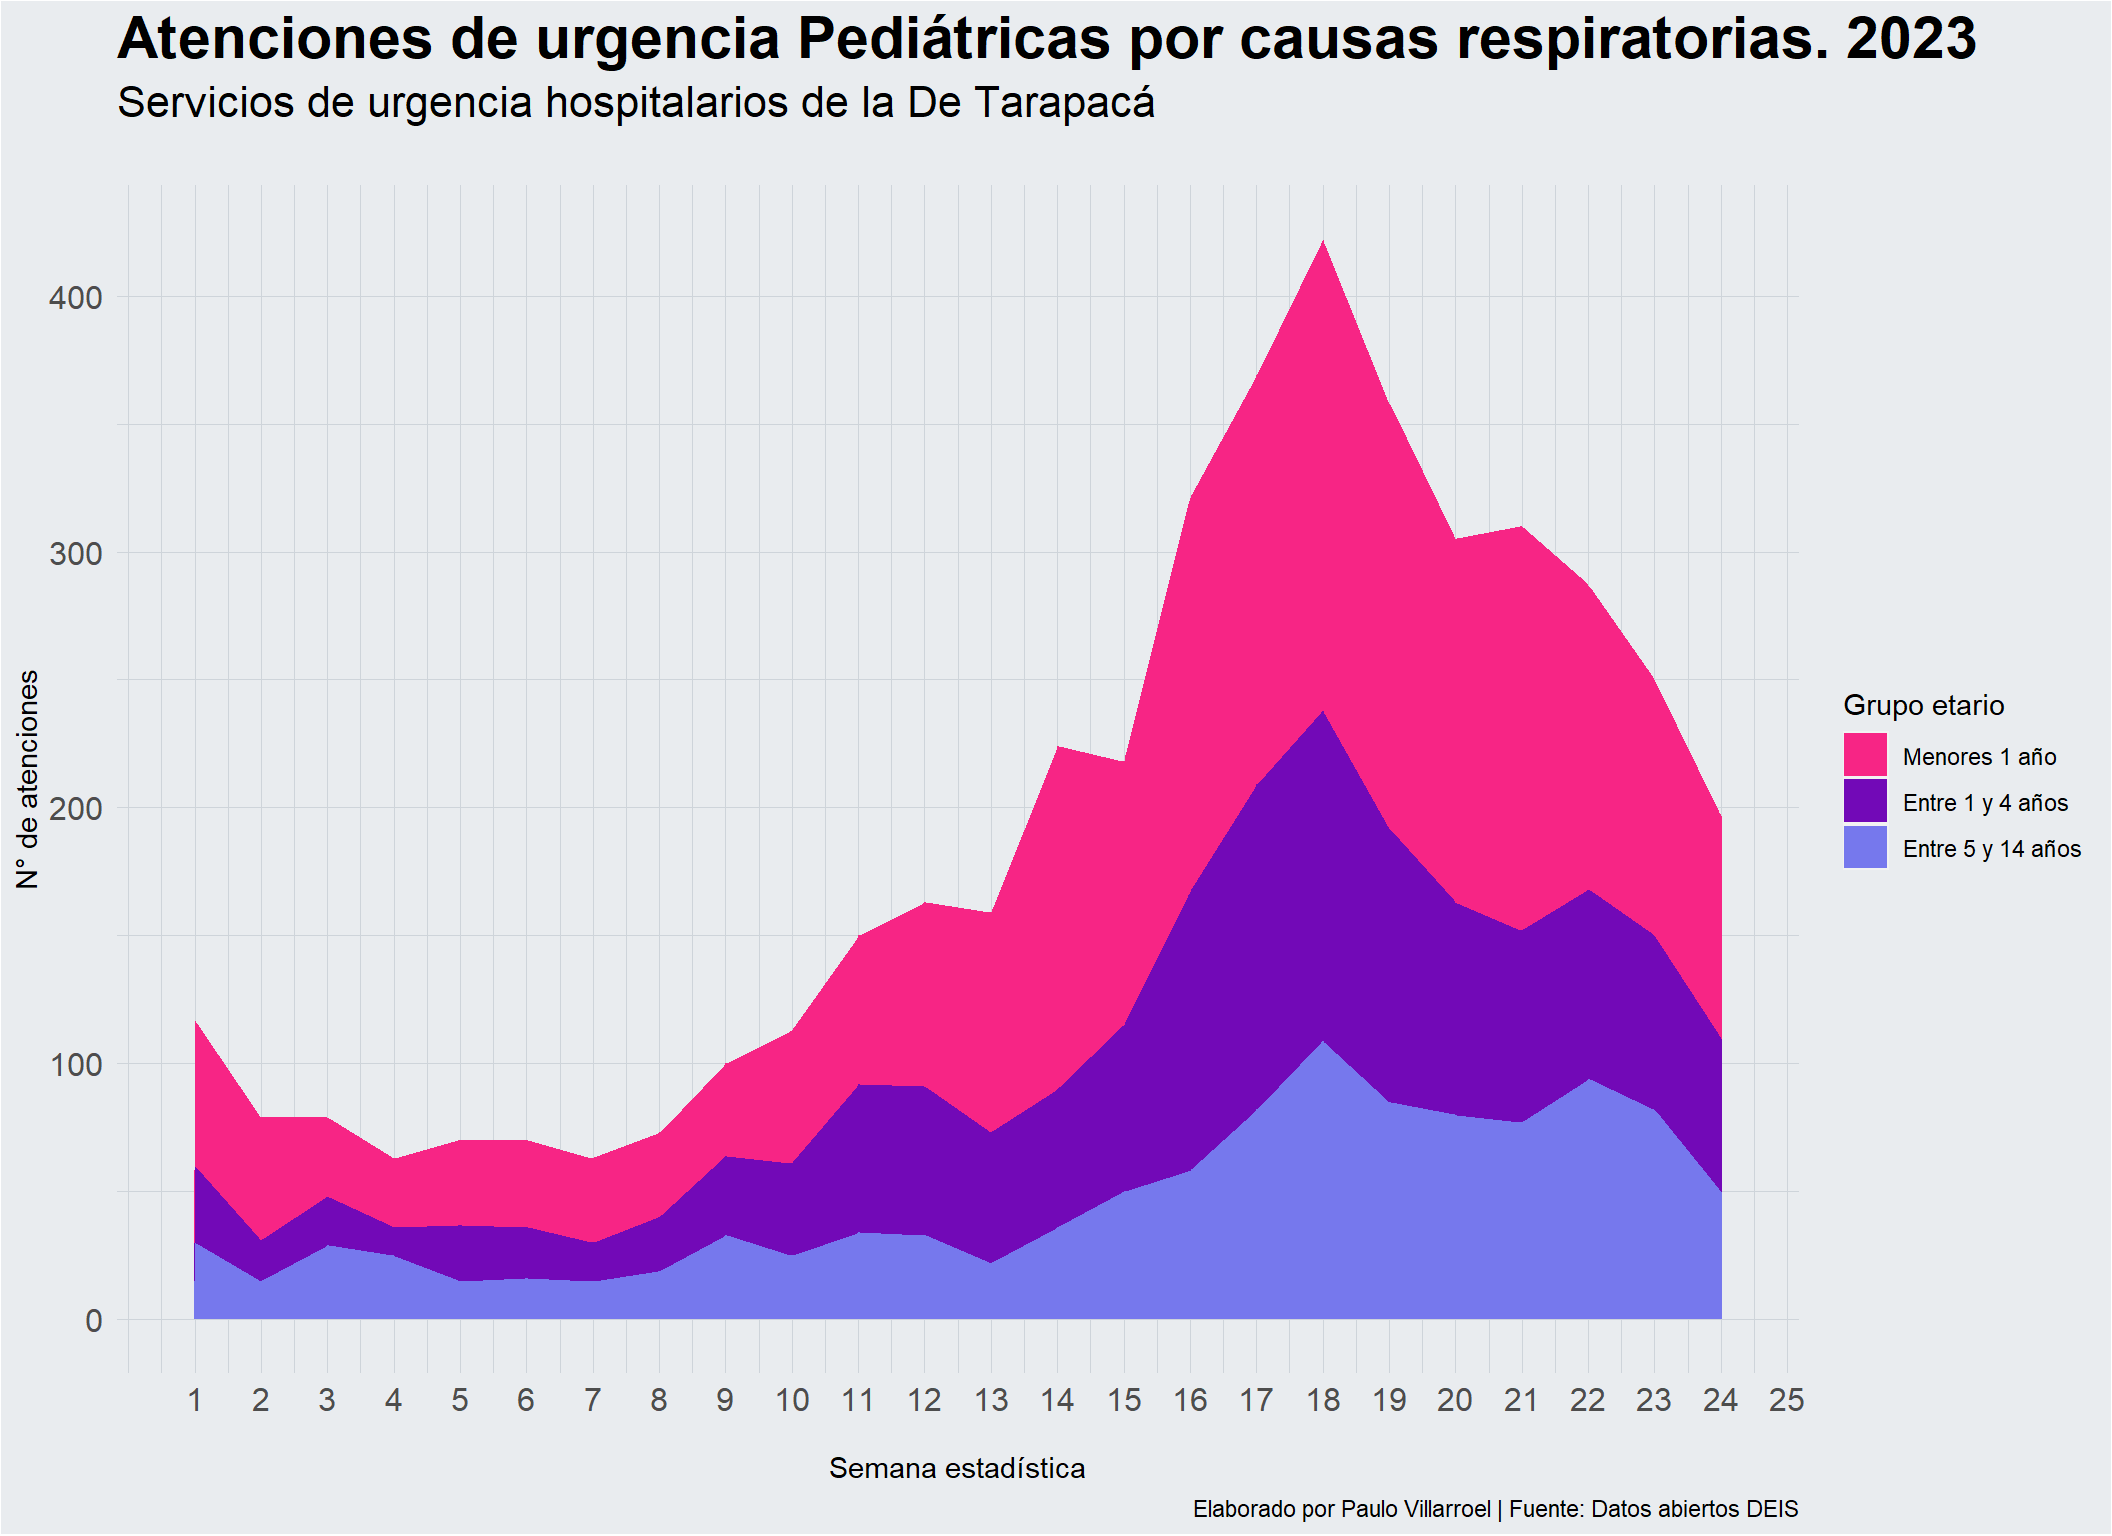 Atenciones de urgencia Pediátricas por causas respiratorias. 2023
Servicios de urgencia hospitalarios de la De Tarapacá
400
300
200
100
0
N° de atenciones
1 2 3 4 5 6 7 8 9 10 11 12 13 14 15 16 17 18 19 20 21 22 23 24 25
Semana estadística
Grupo etario
Menores 1 año
Entre 1 y 4 años
Entre 5 y 14 años
Elaborado por Paulo Villarroel | Fuente: Datos abiertos DEIS